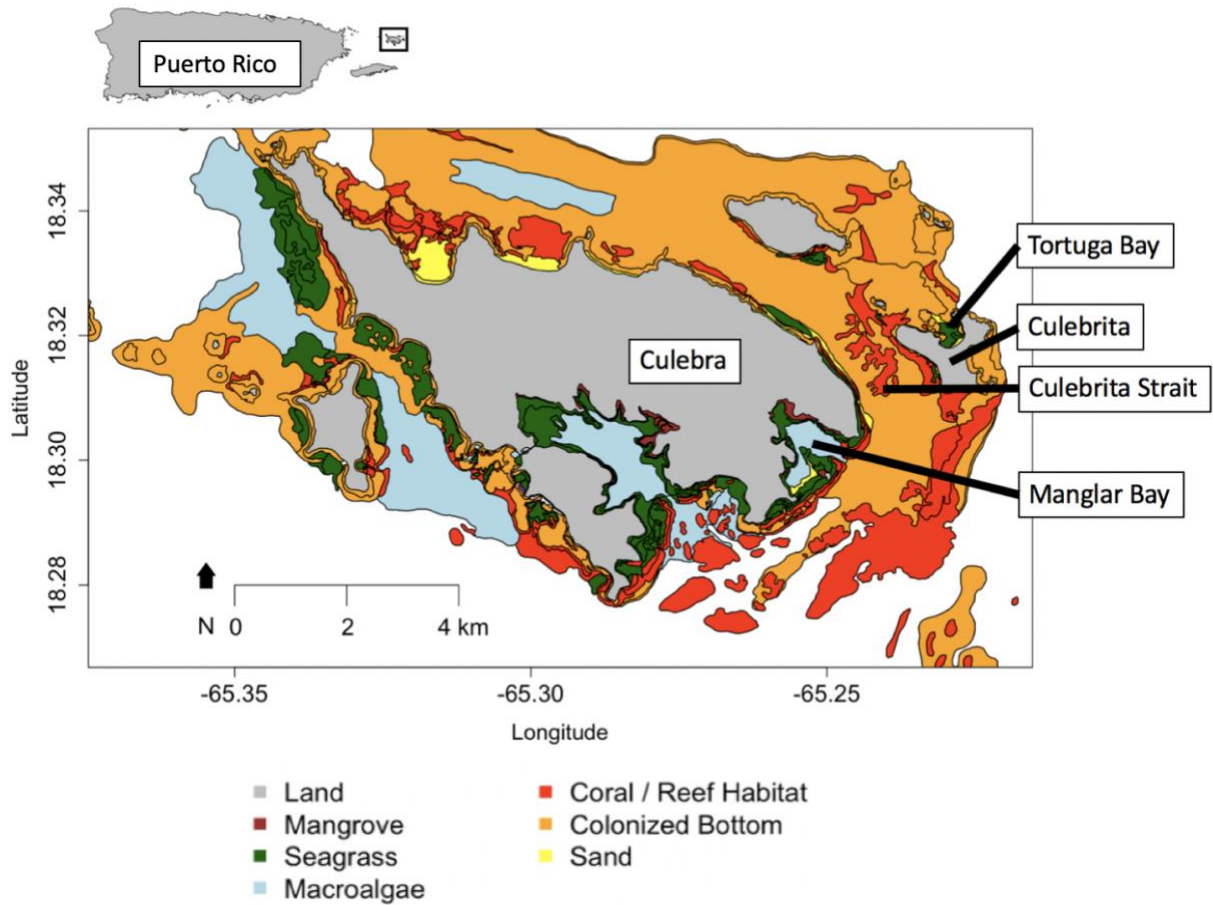 Puerto Rico
18.34
18.32
18.30
18.28
Latitude
Tortuga Bay
Culebrita
Culebra
Culebrita Strait
Manglar Bay
N 0 2 4 km
-65.35 -65.30 -65.25
Longitude
Land
Mangrove
Seagrass
Macroalgae
Coral / Reef Habitat
Colonized Bottom
Sand